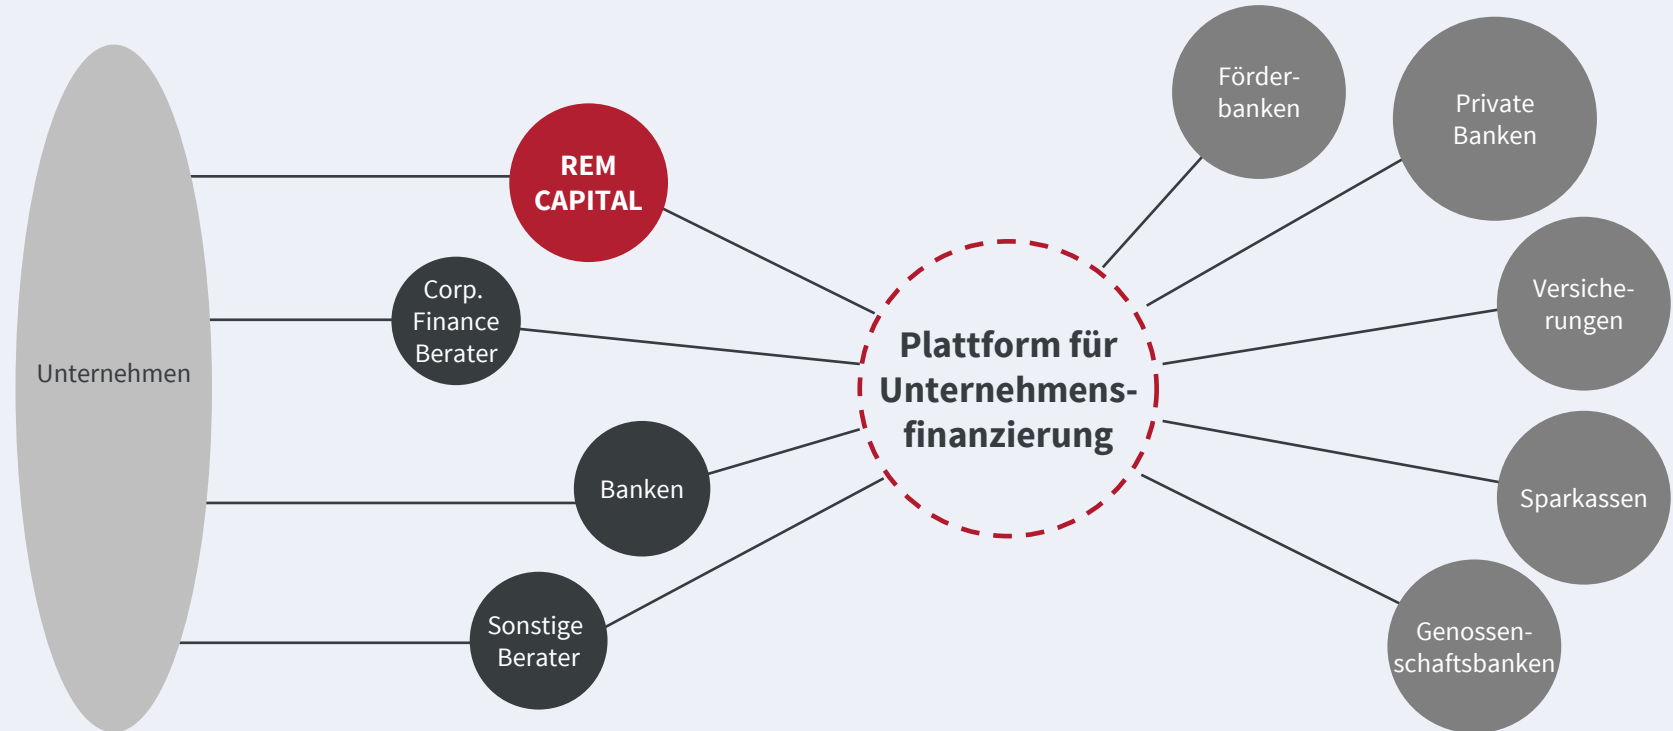 Unternehmen
REM
CAPITAL
Corp.
Finance
Berater
Banken
Sonstige
Berater
Plattform für
Unternehmens-
finanzierung
Förder-
banken
Private
Banken
Versiche-
rungen
Sparkassen
Genossen-
schaftsbanken